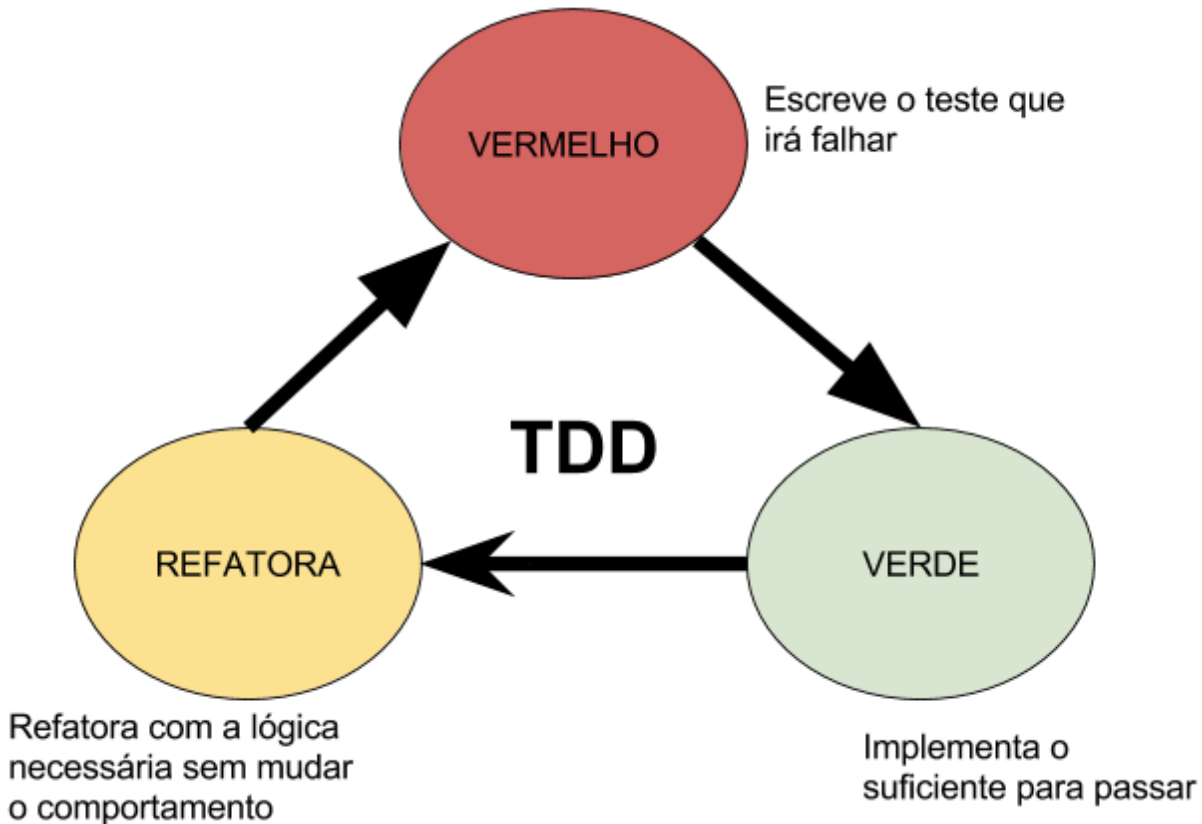 VERMELHO
Escreve o teste que
irá falhar
TDD
REFATORA
VERDE
Refatora com a lógica
necessária sem mudar
o comportamento
Implementa o
suficiente para passar